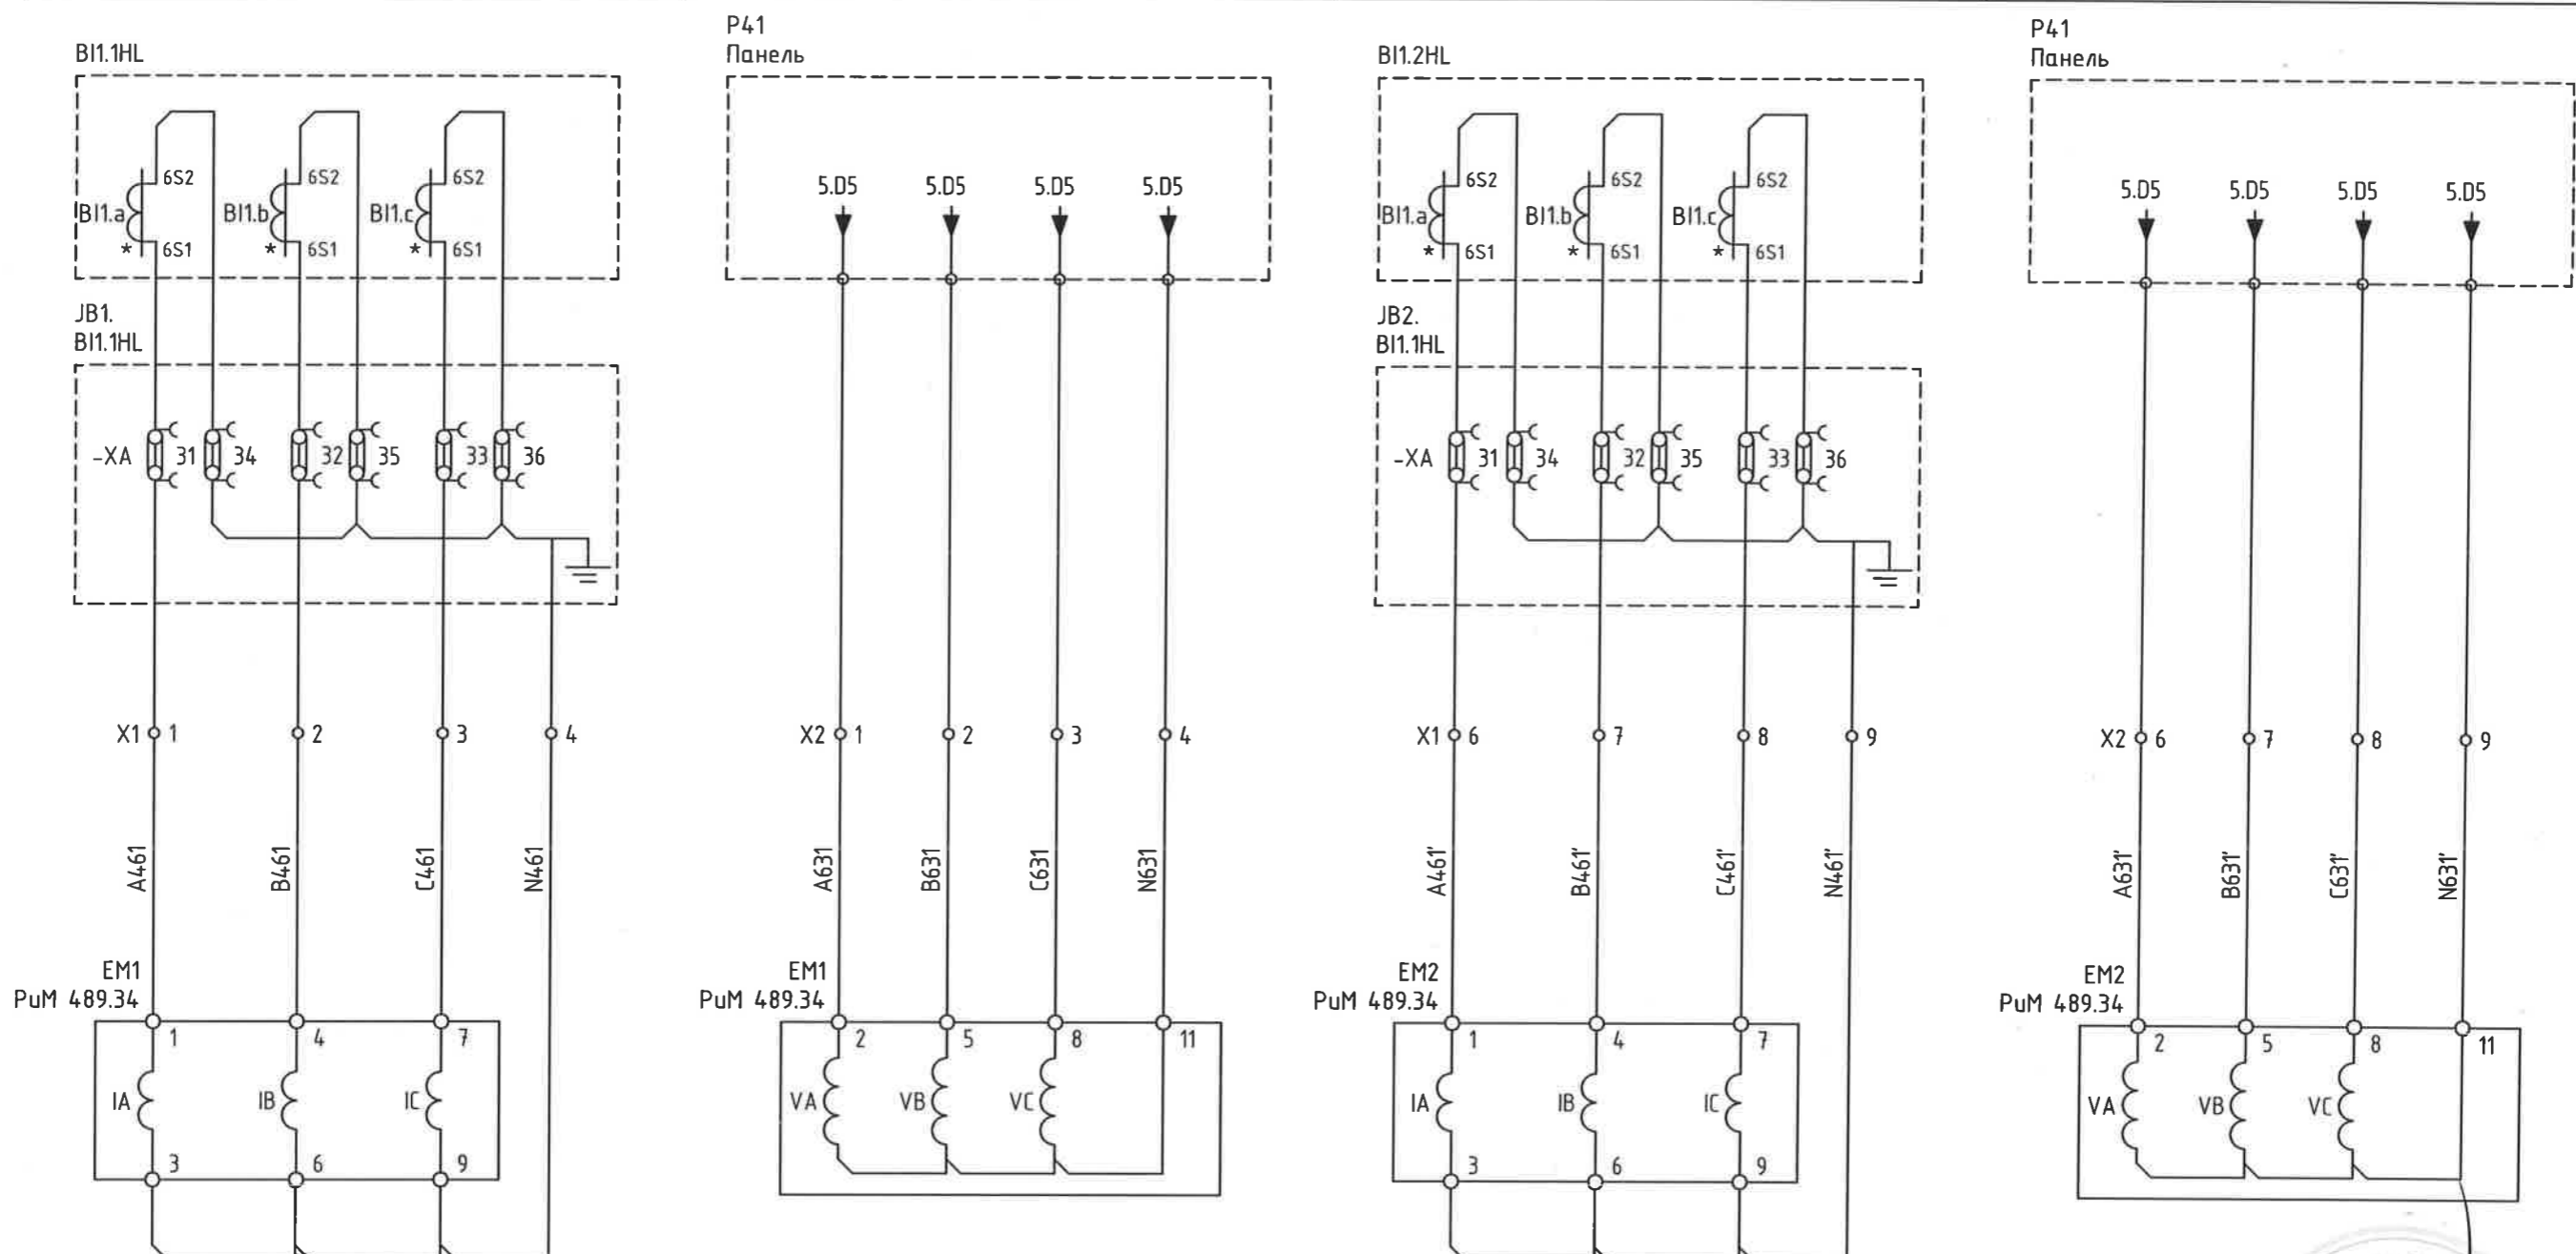 P41
Панель
BI1.1HL
6S2
6S2
6S2
BI1.a
BI1.b
BI1.c
* 6S1
* 6S1
* 6S1
5.D5
5.D5
5.D5
5.D5
JB1.
BI1.1HL
-XA
31
34
32
35
33
36
X1
1
2
3
4
X2
1
2
3
4
A461
B461
C461
N461
A631
B631
C631
N631
EM1
PuM 489.34
1
4
7
IA
IB
IC
3
6
9
EM1
PuM 489.34
2
5
8
11
VA
VB
VC
BI1.2HL
6S2
6S2
6S2
BI1.a
BI1.b
BI1.c
* 6S1
* 6S1
* 6S1
P41
Панель
5.D5
5.D5
5.D5
5.D5
JB2.
BI1.1HL
-XA
31
34
32
35
33
36
X1
6
7
8
9
X2
6
7
8
9
A461'
B461'
C461'
N461'
A631'
B631'
C631'
N631'
EM2
PuM 489.34
1
4
7
IA
IB
IC
3
6
9
EM2
PuM 489.34
2
5
8
11
VA
VB
VC